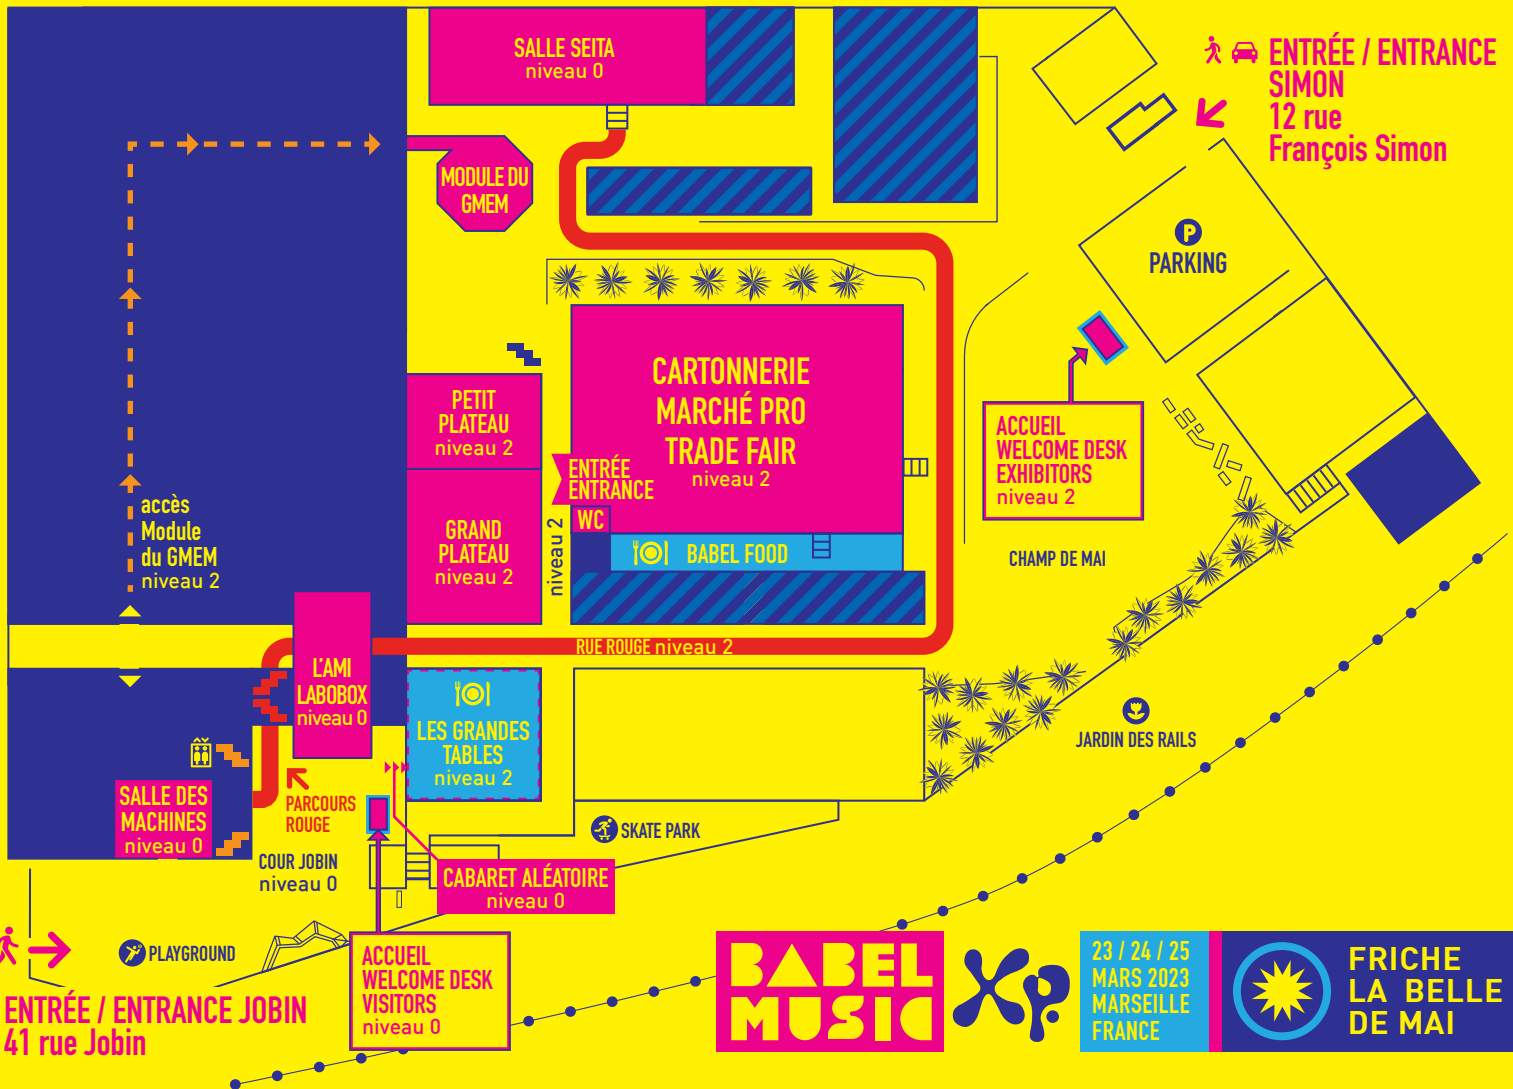 SALLE SEITA
niveau 0
ENTRÉE / ENTRANCE
SIMON
12 rue
François Simon
MODULE DU
GMEM
P
PARKING
PETIT
PLATEAU
niveau 2
CARTONNERIE
MARCHÉ PRO
TRADE FAIR
niveau 2
ENTRÉE
ENTRANCE
ACCUEIL
WELCOME DESK
EXHIBITORS
niveau 2
accès
Module
du GMEM
niveau 2
GRAND
PLATEAU
niveau 2
niveau 2
WC
BABEL FOOD
CHAMP DE MAI
RUE ROUGE niveau 2
L'AMI
LABOBOX
niveau 0
LES GRANDES
TABLES
niveau 2
JARDIN DES RAILS
SALLE DES
MACHINES
niveau 0
PARCOURS
ROUGE
COUR JOBIN
niveau 0
SKATE PARK
CABARET ALÉATOIRE
niveau 0
PLAYGROUND
ACCUEIL
WELCOME DESK
VISITORS
niveau 0
ENTRÉE / ENTRANCE JOBIN
41 rue Jobin
BABEL
MUSIC
XP
23 / 24 / 25
MARS 2023
MARSEILLE
FRANCE
FRICHE
LA BELLE
DE MAI